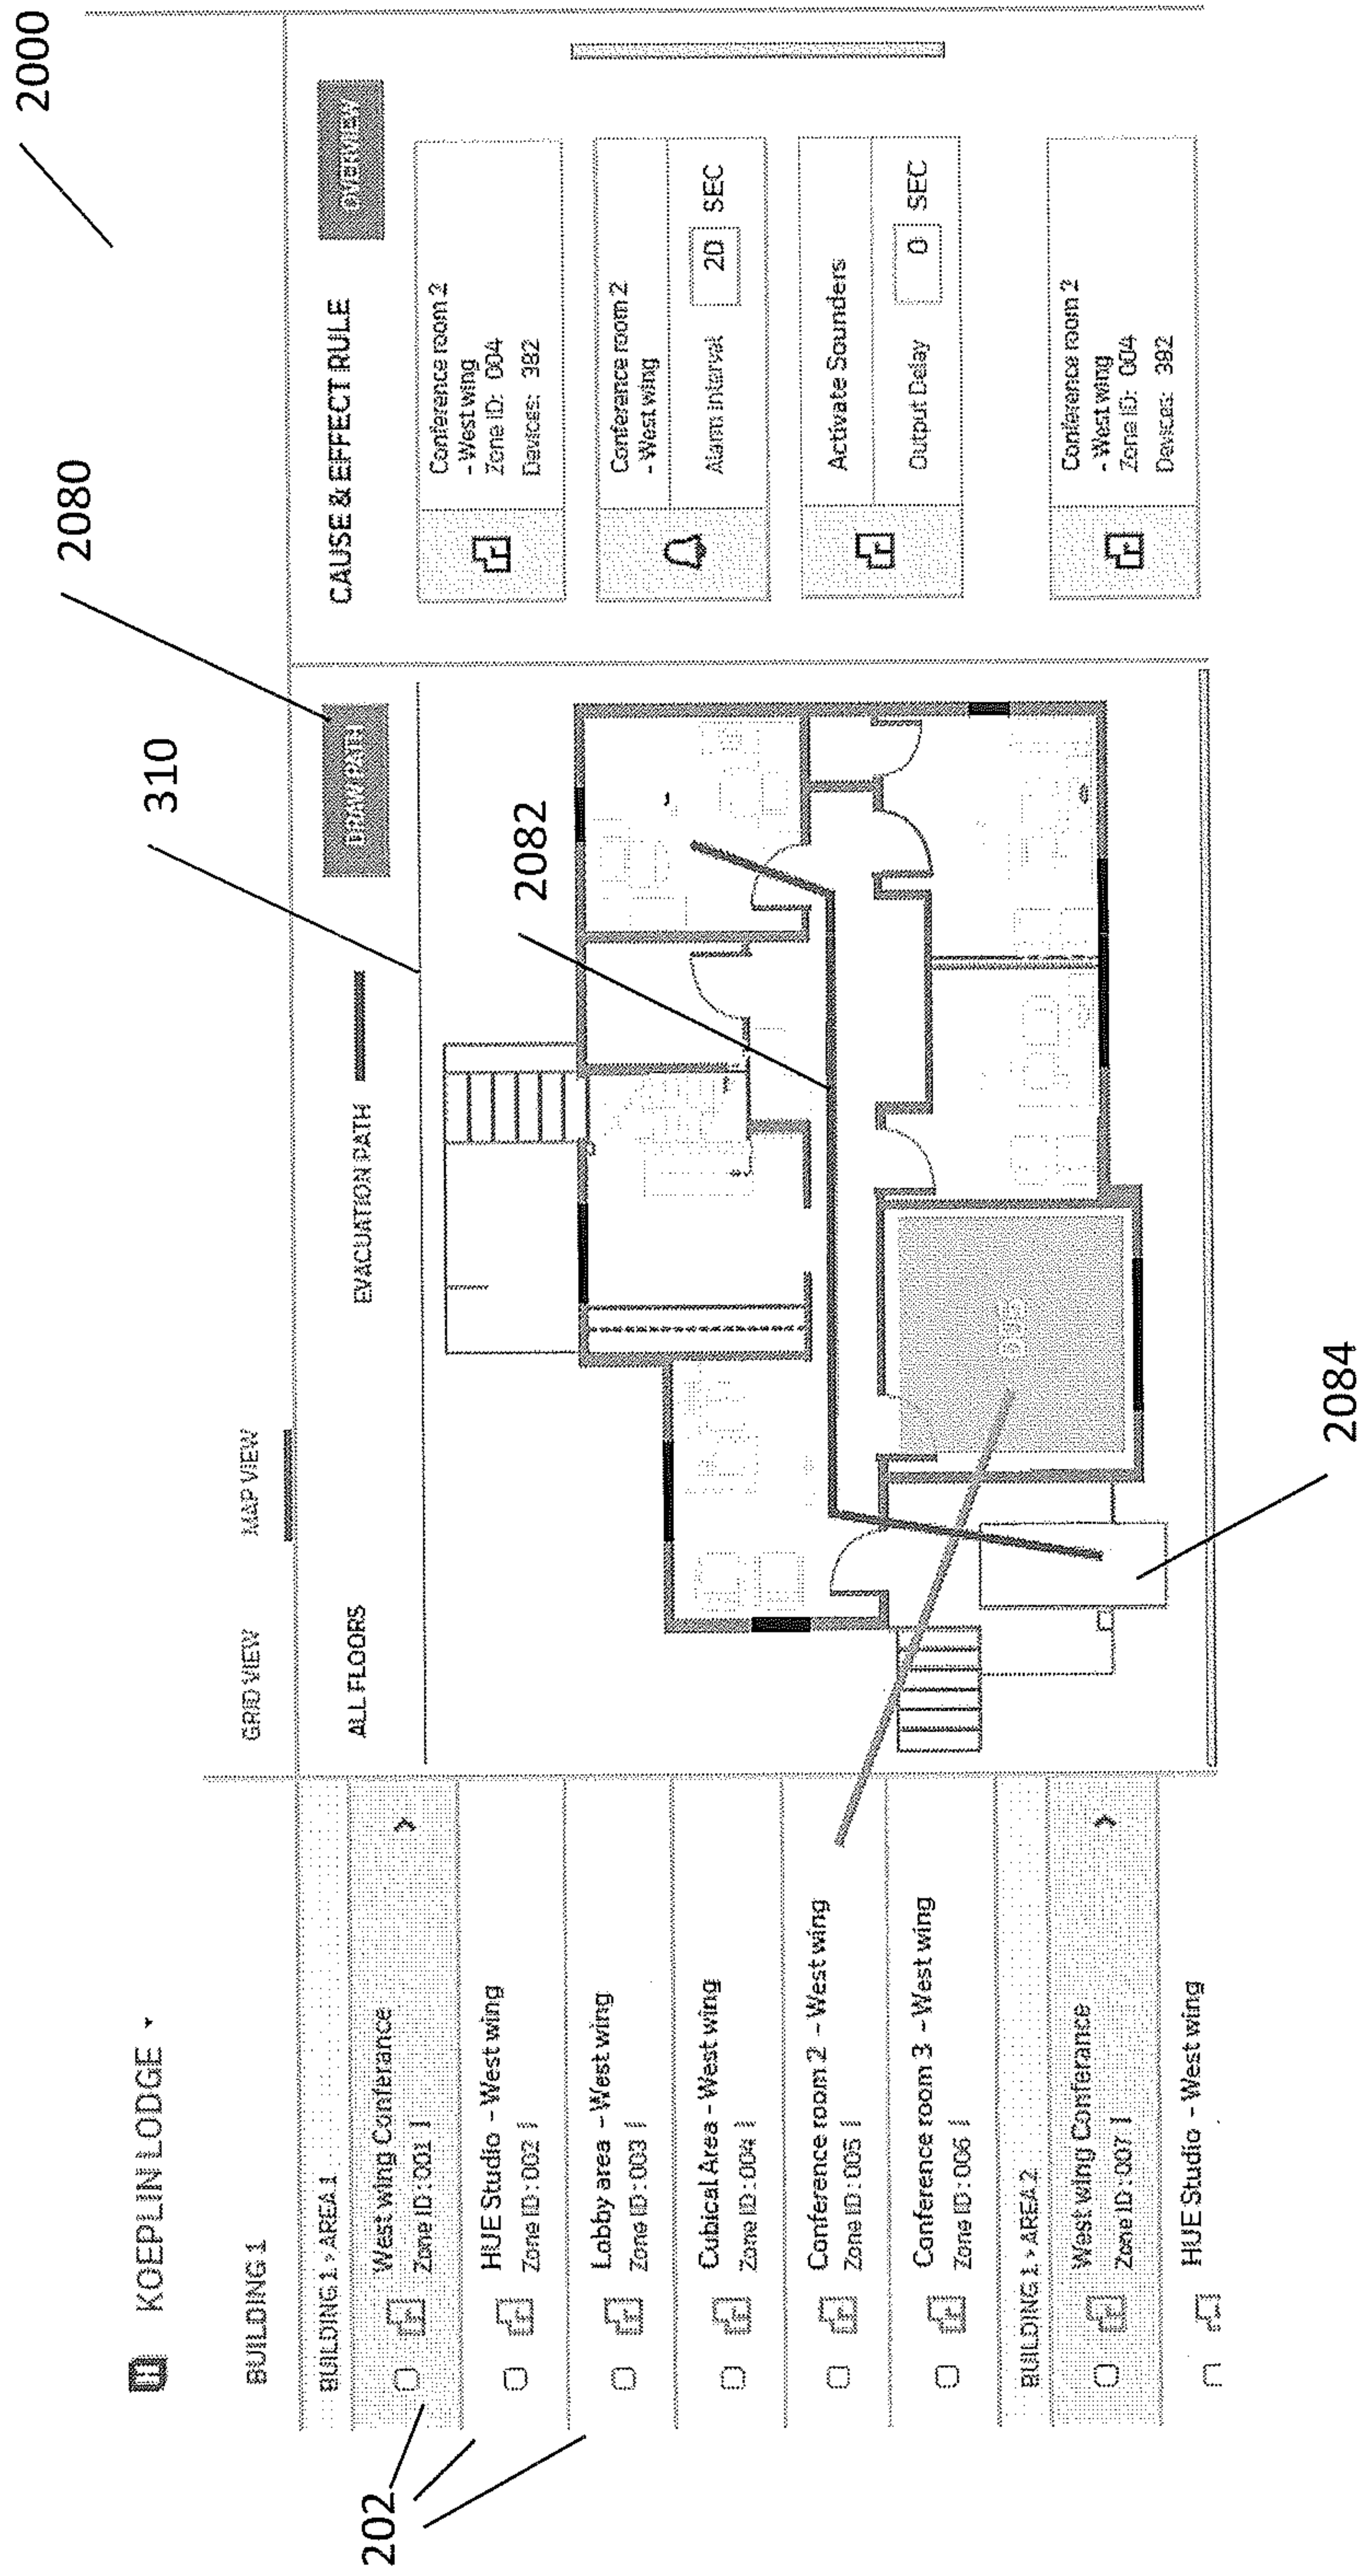 2000
KOEPLIN LODGE
BUILDING 1
GRID VIEW
MAP VIEW
BUILDING 1 > AREA 1
West wing Conferance
Zone ID : 001 |
HUE Studio - West wing
Zone ID : 002 |
Lobby area - West wing
Zone ID : 003 |
Cubical Area - West wing
Zone ID : 004 |
Conference room 2 - West wing
Zone ID : 005 |
Conference room 3 - West wing
Zone ID : 006 |
BUILDING 1 > AREA 2
West wing Conferance
Zone ID : 007 |
HUE Studio - West wing
202
ALL FLOORS
EVACUATION PATH
DRAW PATH
310
2080
2082
005
2084
CAUSE & EFFECT RULE
OVERVIEW
Conference room 2
- West wing
Zone ID: 004
Devices: 382
Conference room 2
- West wing
Alarm interval 20 SEC
Activate Sounders
Output Delay 0 SEC
Conference room 2
- West wing
Zone ID: 004
Devices: 382